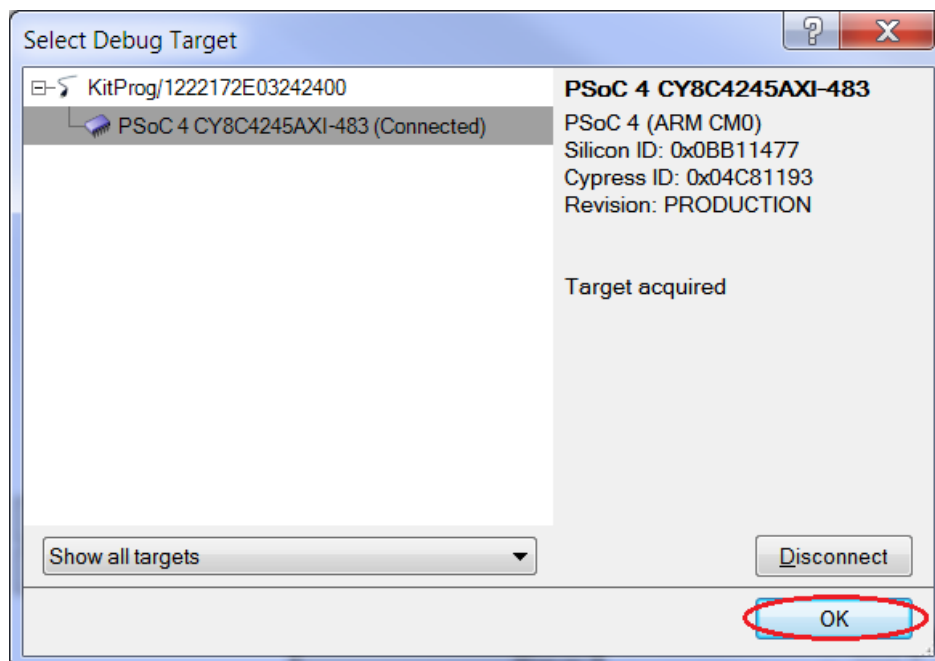 Select Debug Target
KitProg/1222172E03242400
PSoC 4 CY8C4245AXI-483 (Connected)
PSoC 4 CY8C4245AXI-483
PSoC 4 (ARM CM0)
Silicon ID: 0x0BB11477
Cypress ID: 0x04C81193
Revision: PRODUCTION
Target acquired
Show all targets
Disconnect
OK